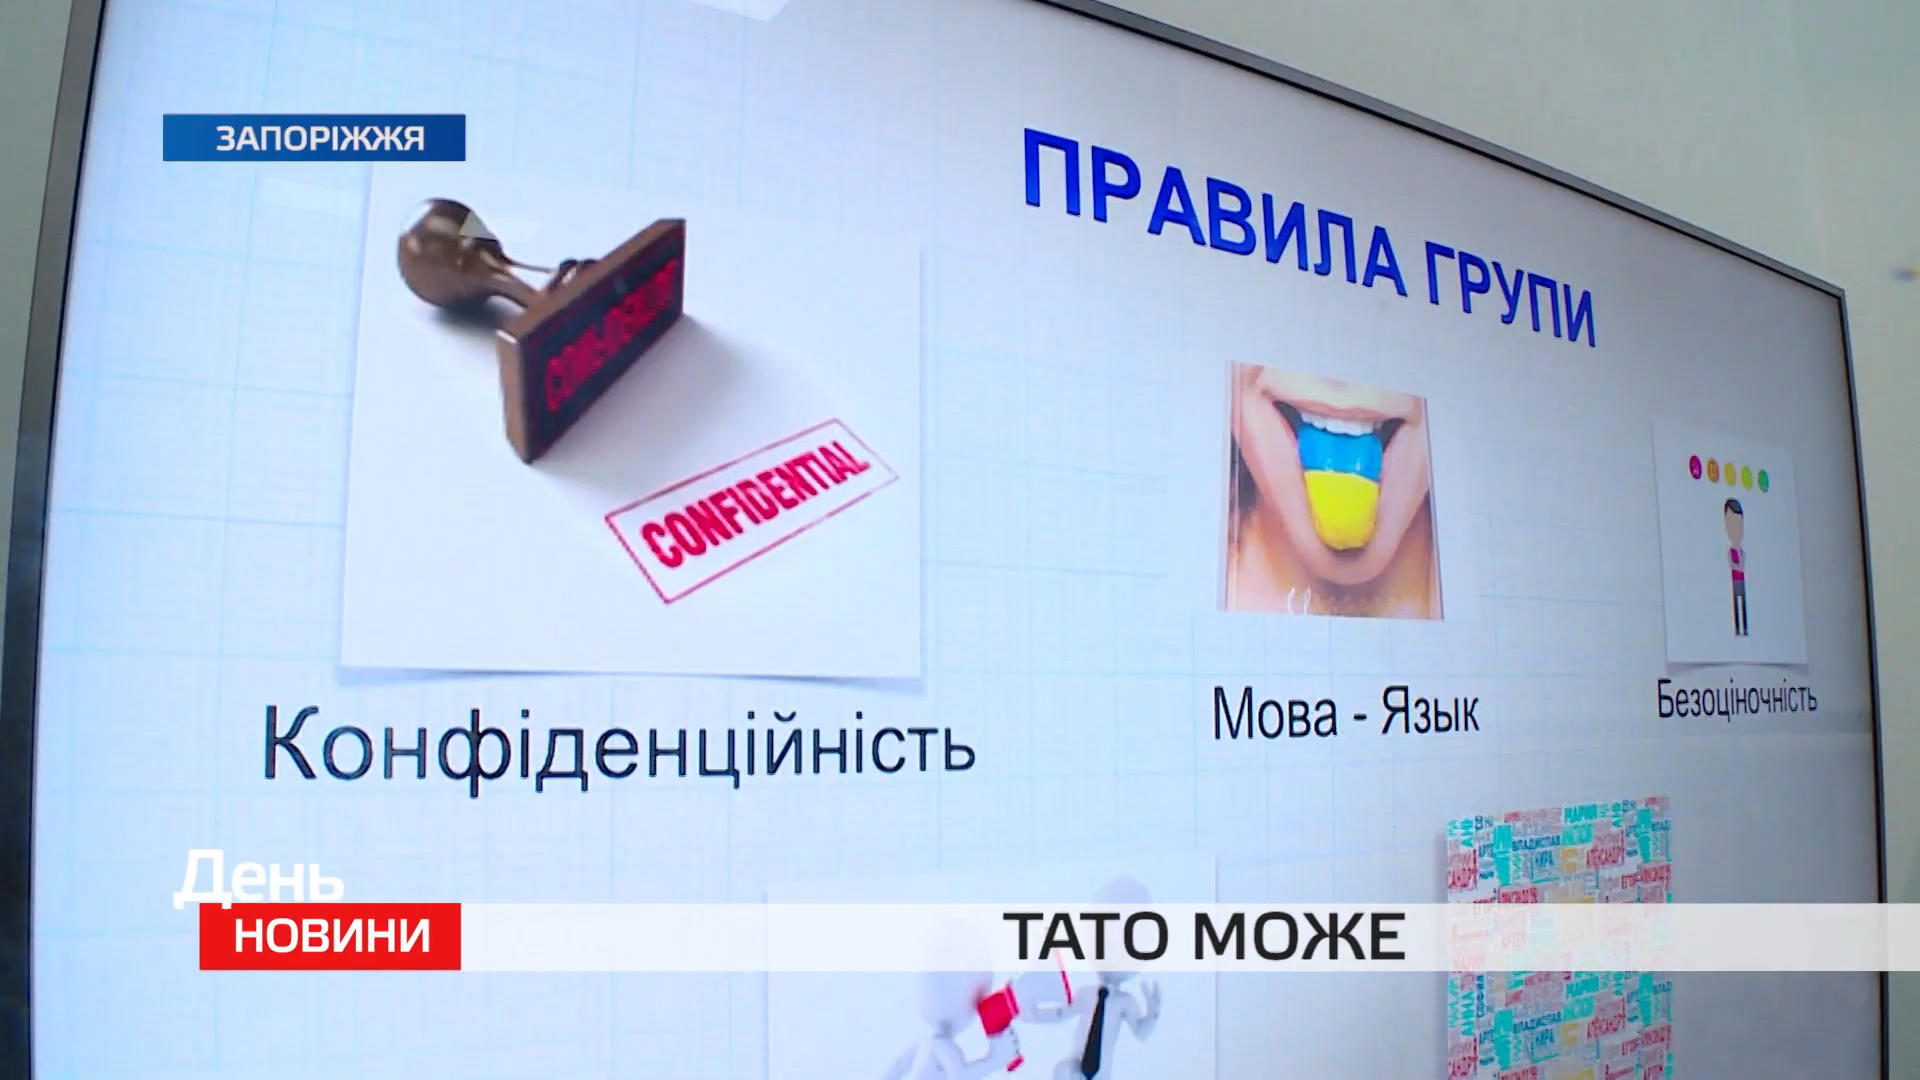 ЗАПОРІЖЖЯ
ПРАВИЛА ГРУПИ
CONFIDENTIAL
Конфіденційність
Мова - Язык
Безоціночність
День
НОВИНИ
ТАТО МОЖЕ